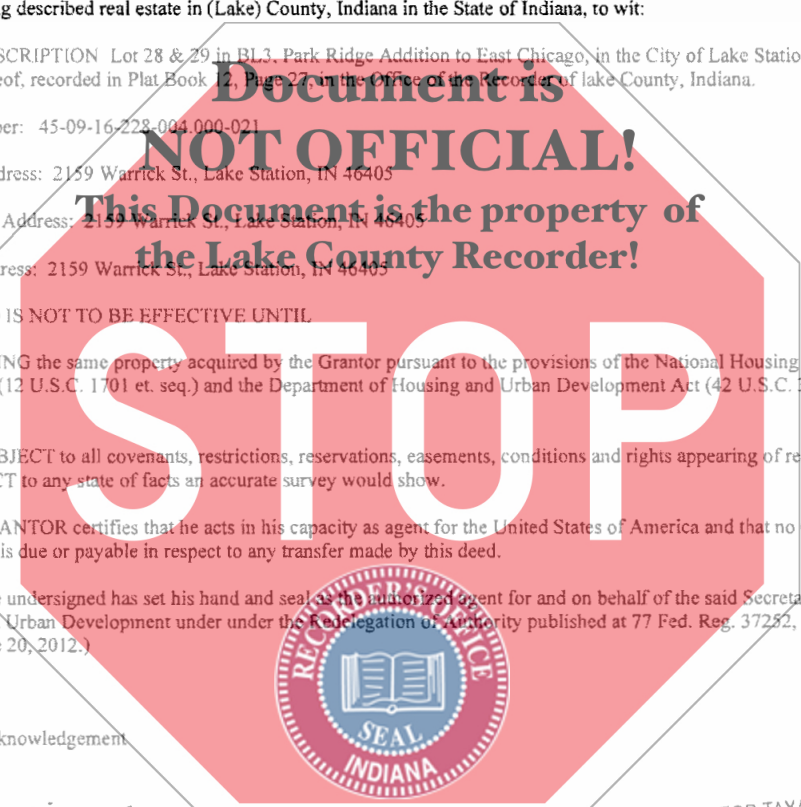 g described real estate in (Lake) County, Indiana in the State of Indiana, to wit:
SCRIPTION Lot 28 & 29 in BL3, Park Ridge Addition to East Chicago, in the City of Lake Statio
eof, recorded in Plat Book 12, Page 27, in the Office of the Recorder of lake County, Indiana.
Document is
ber: 45-09-16-228-004.000-021
NOT OFFICIAL!
dress: 2159 Warrick St., Lake Station, IN 46405
This Document is the property of
Address: 2159 Warrick St., Lake Station, IN 46405
the Lake County Recorder!
ress: 2159 Warrick St., Lake Station, IN 46405
IS NOT TO BE EFFECTIVE UNTIL
ING the same property acquired by the Grantor pursuant to the provisions of the National Housing
(12 U.S.C. 1701 et. seq.) and the Department of Housing and Urban Development Act (42 U.S.C.
STOP
BJECT to all covenants, restrictions, reservations, easements, conditions and rights appearing of re
CT to any state of facts an accurate survey would show.
ANTOR certifies that he acts in his capacity as agent for the United States of America and that no
is due or payable in respect to any transfer made by this deed.
e undersigned has set his hand and seal as the authorized agent for and on behalf of the said Secreta
Urban Development under under the Redelegation of Authority published at 77 Fed. Reg. 37252,
e 20, 2012.)
RECORDER'S OFFICE
SEAL
INDIANA
knowledgement